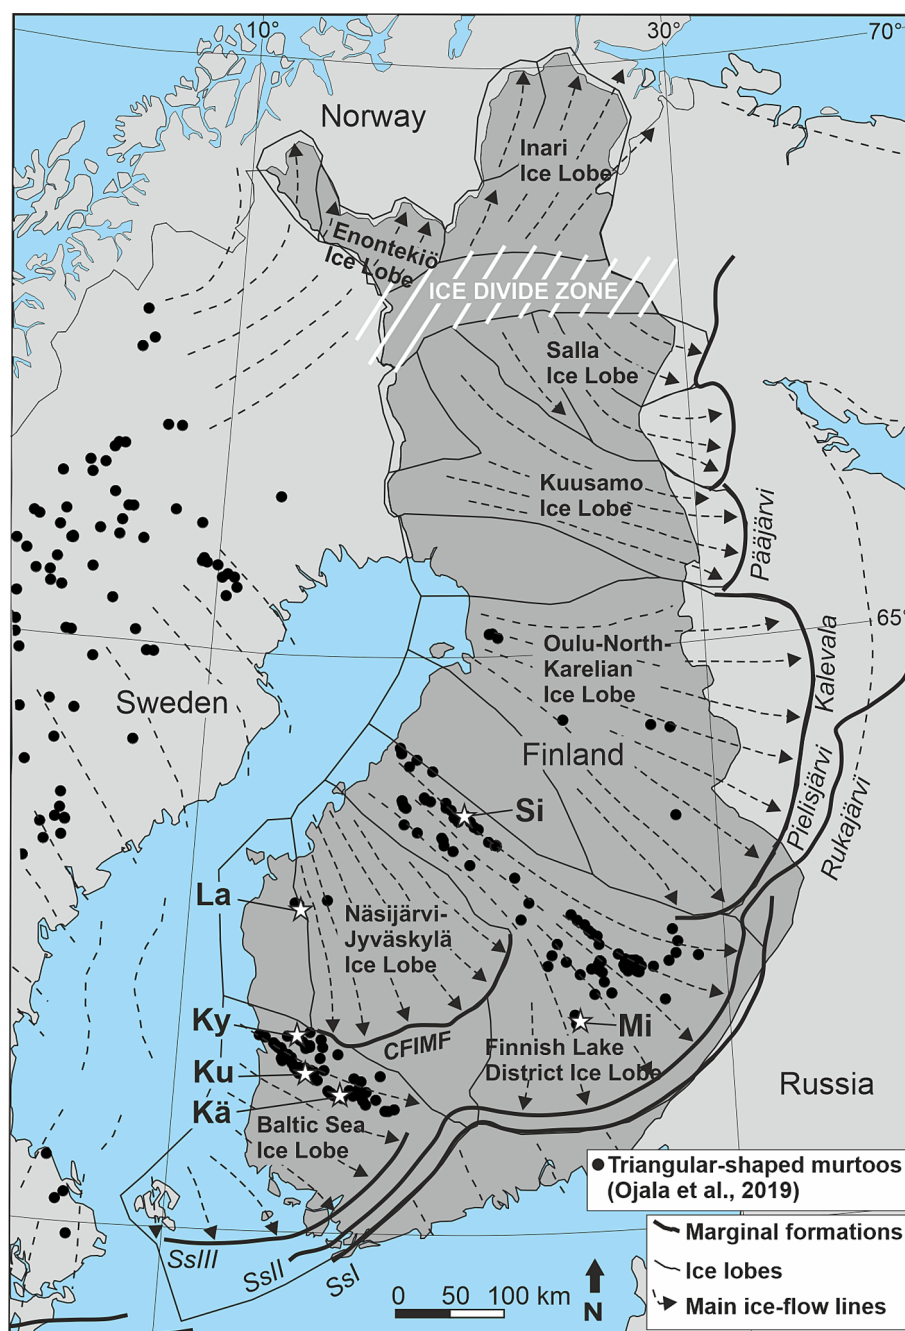 10°
30°
70°
Norway
Inari
Ice Lobe
Enontekiö
Ice Lobe
ICE DIVIDE ZONE
Salla
Ice Lobe
Kuusamo
Ice Lobe
Pääjärvi
65°
Oulu-North-
Karelian
Ice Lobe
Kalevala
Sweden
Finland
Pielisjärvi
Rukajärvi
Si
La
Näsijärvi-
Jyväskylä
Ice Lobe
Ky
CFIMF
Mi
Finnish Lake
District Ice Lobe
Ku
Kä
Russia
Baltic Sea
Ice Lobe
Triangular-shaped murtoos
(Ojala et al., 2019)
SsIII
SsII
SsI
Marginal formations
Ice lobes
Main ice-flow lines
0 50 100 km
N